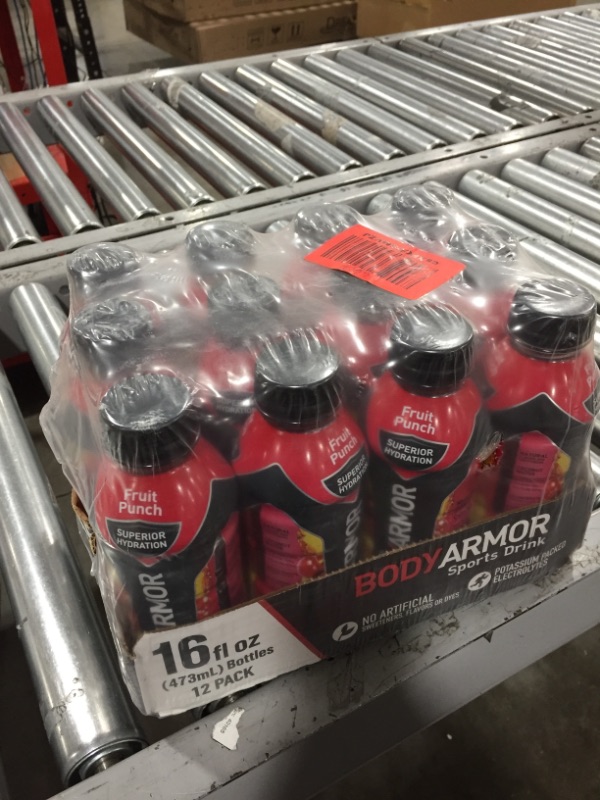 Fruit
Punch
SUPERIOR
HYDRATION
ARMOR
Fruit
Punch
SUPERIOR
HYDRATION
ARMOR
Fruit
Punch
SUPERIOR
HYDRATION
ARMOR
BODYARMOR
Sports Drink
NO ARTIFICIAL
SWEETENERS, FLAVORS OR DYES
POTASSIUM PACKED
ELECTROLYTES
16 fl oz
(473mL) Bottles
12 PACK